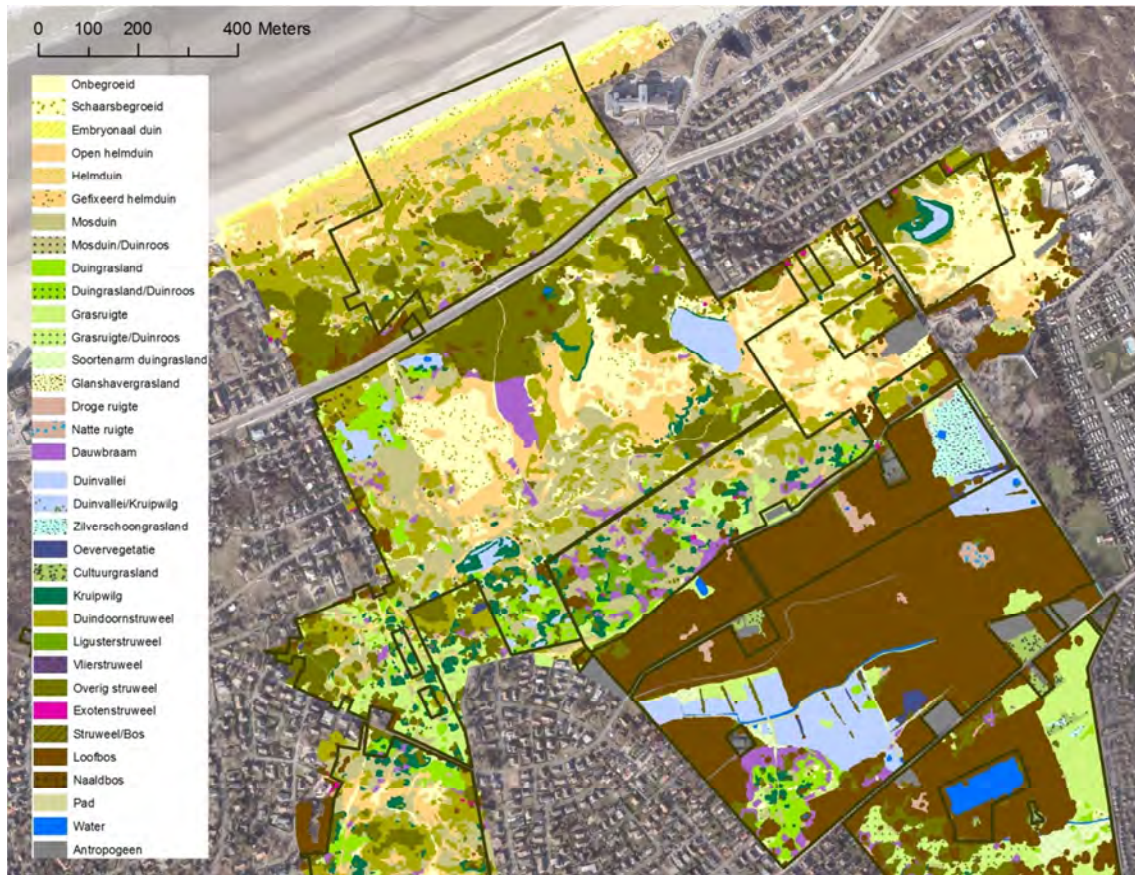 0 100 200 400 Meters
Onbegroeid
Schaarsbegroeid
Embryonaal duin
Open helmduin
Helmduin
Gefixeerd helmduin
Mosduin
Mosduin/Duinroos
Duingrasland
Duingrasland/Duinroos
Grasruigte
Grasruigte/Duinroos
Soortenarm duingrasland
Glanshavergrasland
Droge ruigte
Natte ruigte
Dauwbraam
Duinvallei
Duinvallei/Kruipwilg
Zilverschoongrasland
Oevervegetatie
Cultuurgrasland
Kruipwilg
Duindoornstruweel
Ligusterstruweel
Vlierstruweel
Overig struweel
Exotenstruweel
Struweel/Bos
Loofbos
Naaldbos
Pad
Water
Antropogeen